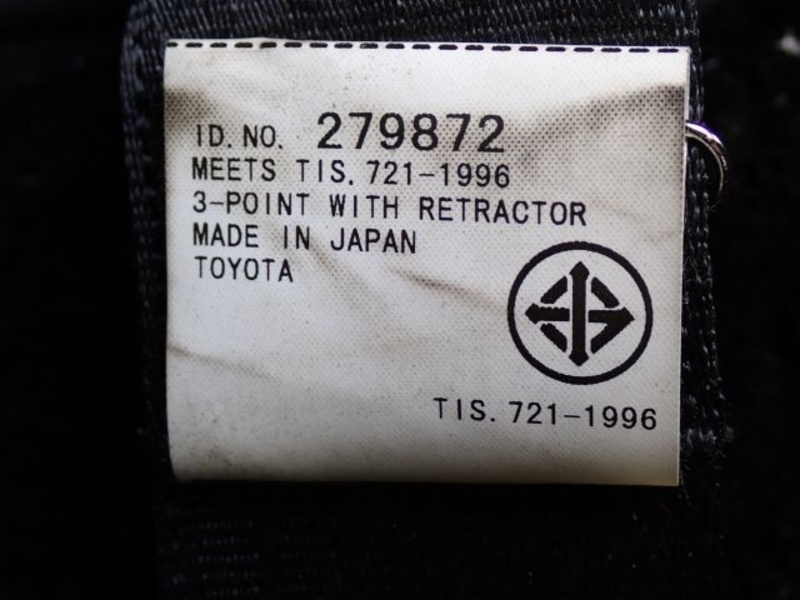 ID. NO. 279872
MEETS TIS. 721-1996
3-POINT WITH RETRACTOR
MADE IN JAPAN
TOYOTA
TIS. 721-1996